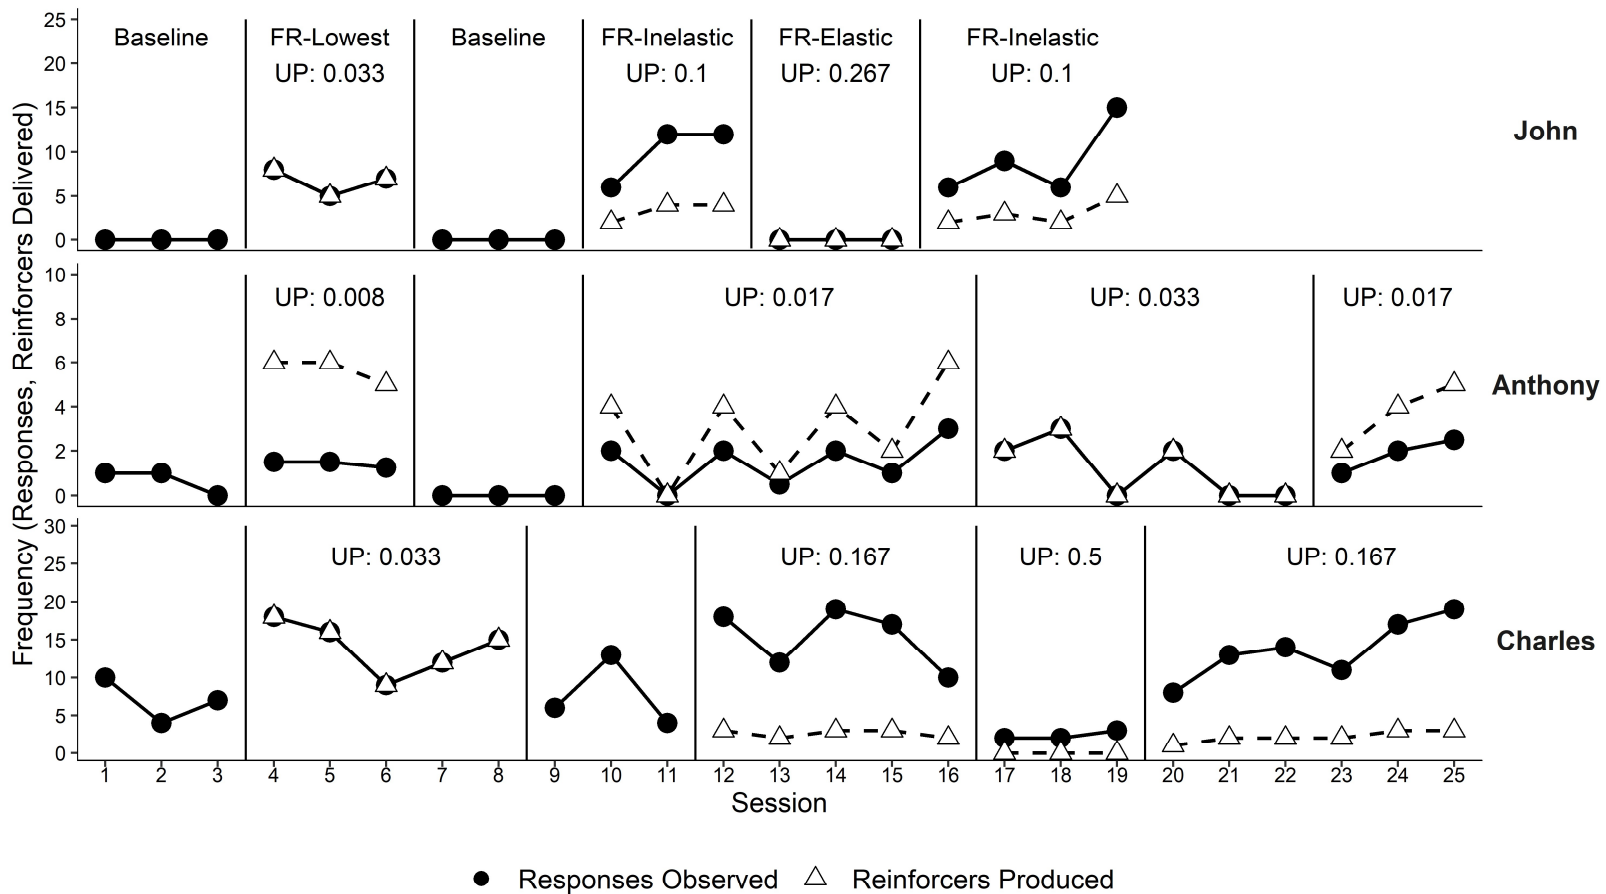 Frequency (Responses, Reinforcers Delivered)
25
20
15
10
5
0
Baseline
FR-Lowest
UP: 0.033
Baseline
FR-Inelastic
UP: 0.1
FR-Elastic
UP: 0.267
FR-Inelastic
UP: 0.1
John
10
8
6
4
2
0
UP: 0.008
UP: 0.017
UP: 0.033
UP: 0.017
Anthony
30
25
20
15
10
5
0
UP: 0.033
UP: 0.167
UP: 0.5
UP: 0.167
Charles
1 2 3 4 5 6 7 8 9 10 11 12 13 14 15 16 17 18 19 20 21 22 23 24 25
Session
Responses Observed Reinforcers Produced